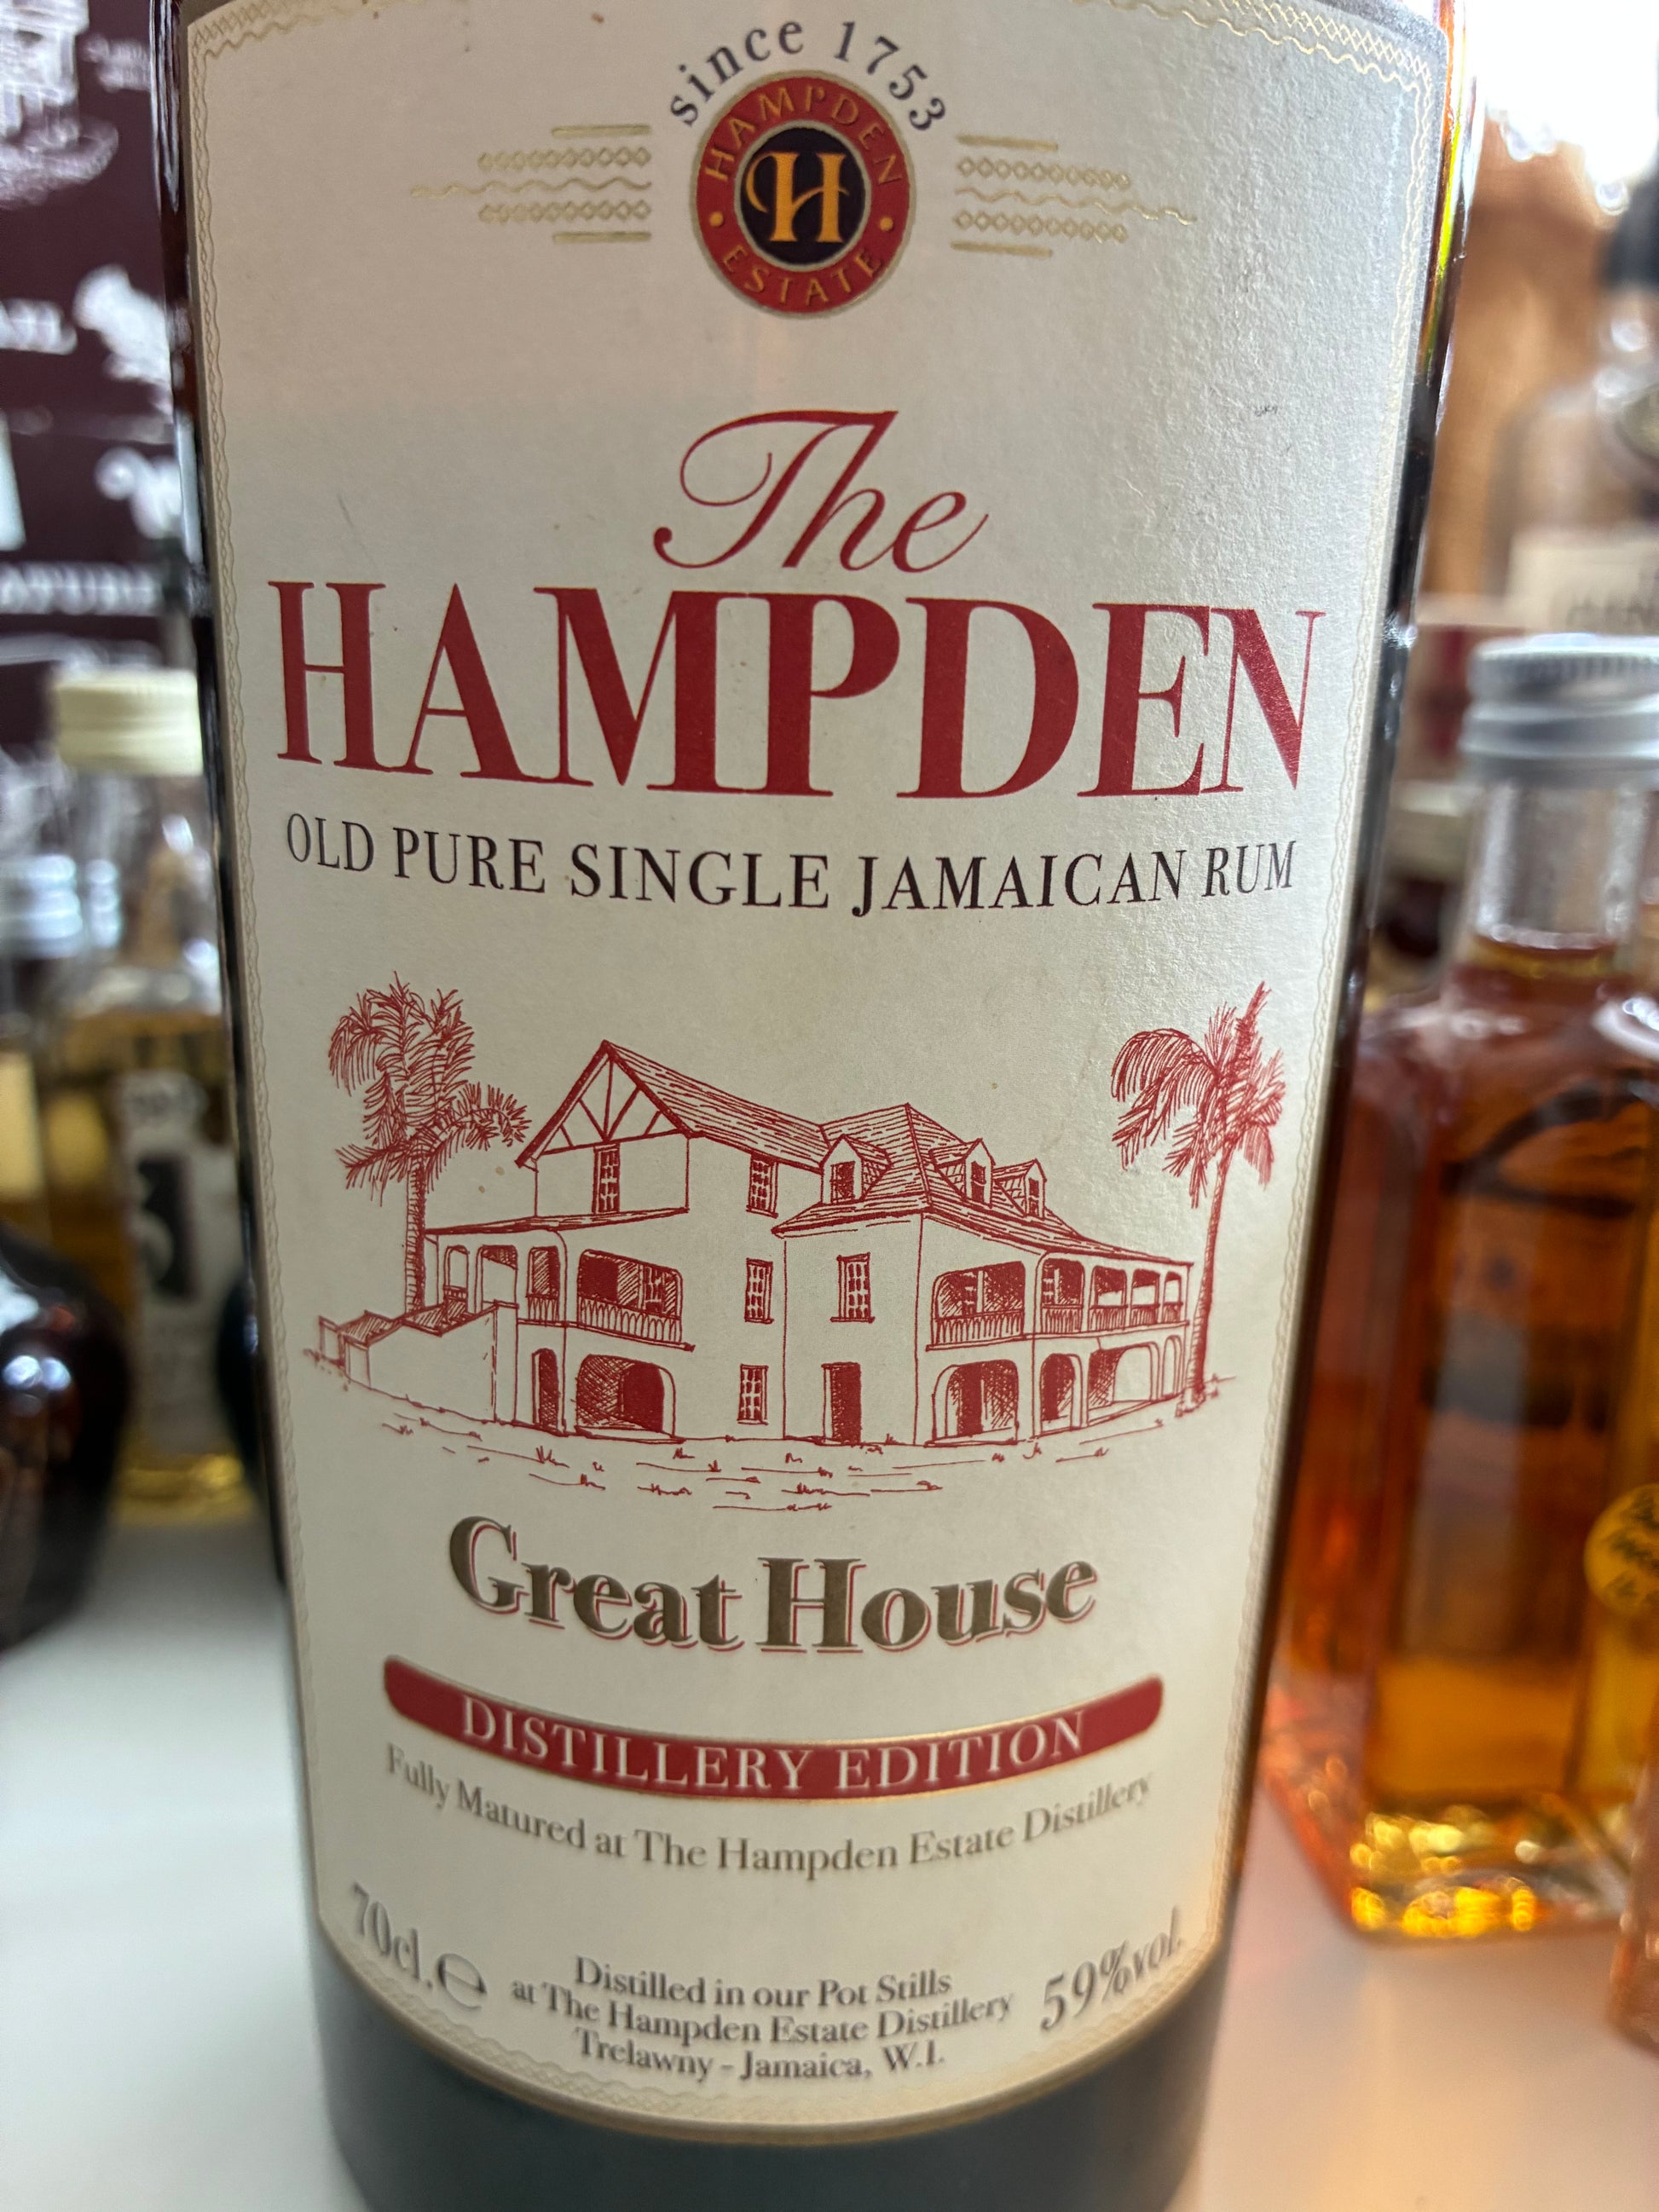 since 1753
HAMPDEN
H
ESTATE
The
HAMPDEN
OLD PURE SINGLE JAMAICAN RUM
Great House
DISTILLERY EDITION
Fully Matured at The Hampden Estate Distillery
70cl. e
59%vol.
Distilled in our Pot Stills
at The Hampden Estate Distillery
Trelawny - Jamaica, W.I.